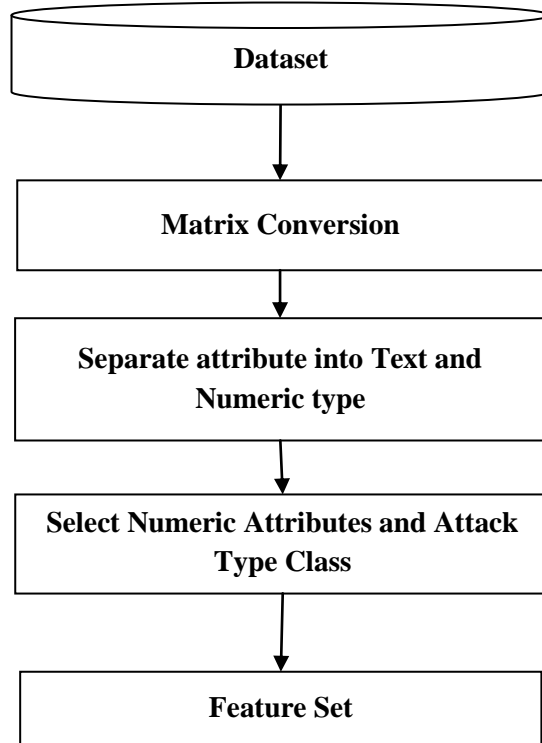 Dataset
Matrix Conversion
Separate attribute into Text and
Numeric type
Select Numeric Attributes and Attack
Type Class
Feature Set